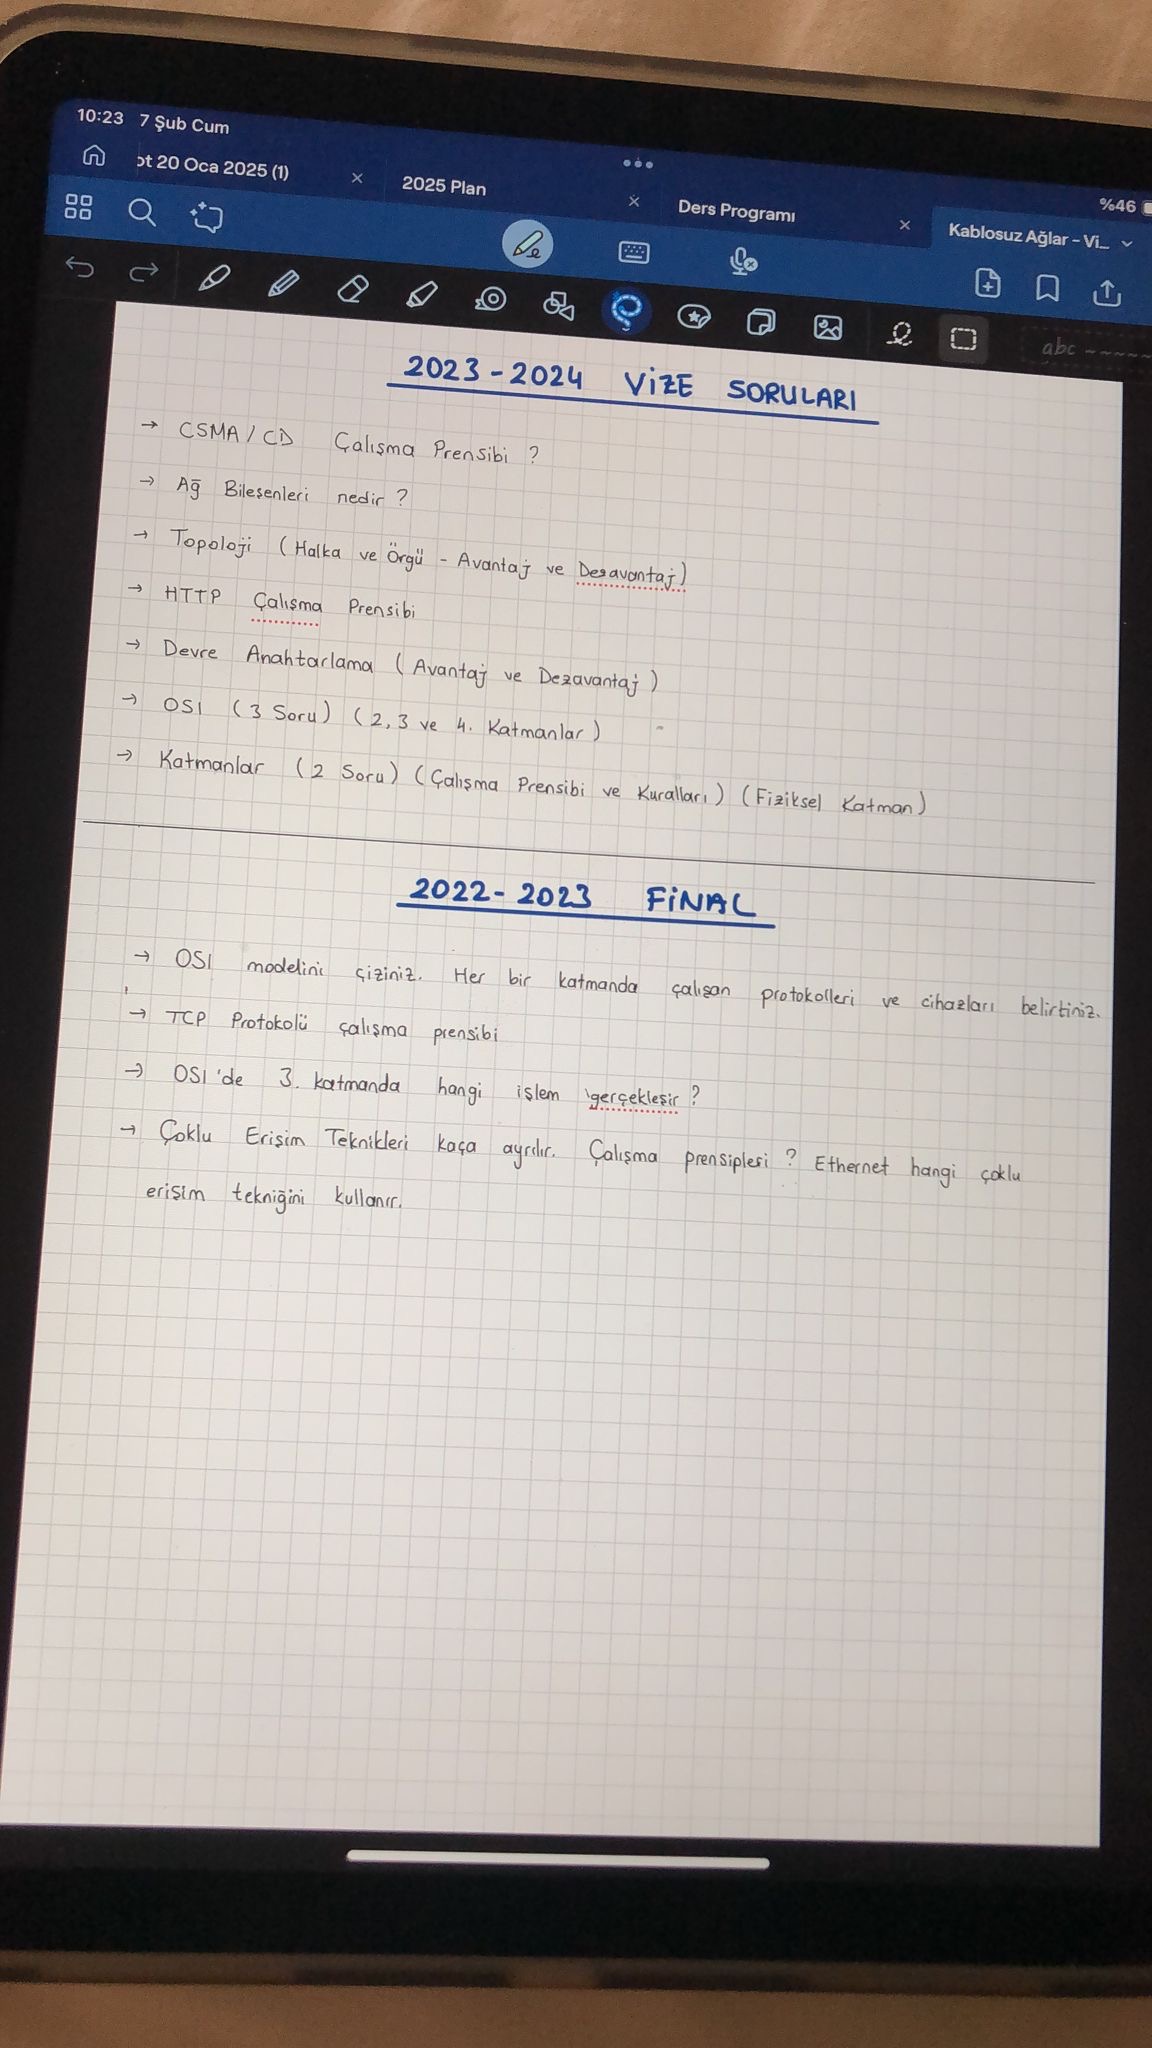 10:23 7 Şub Cum
%46
ot 20 Oca 2025 (1)
2025 Plan
Ders Programı
Kablosuz Ağlar - Vi...
abc
2023-2024 VİZE SORULARI
→ CSMA/CD Çalışma Prensibi ?
→ Ağ Bileşenleri nedir ?
→ Topoloji (Halka ve Örgü - Avantaj ve Dezavantaj)
→ HTTP Çalışma Prensibi
→ Devre Anahtarlama (Avantaj ve Dezavantaj)
→ OSI (3 Soru) (2, 3 ve 4. Katmanlar)
→ Katmanlar (2 Soru) (Çalışma Prensibi ve Kuralları) (Fiziksel Katman)
2022-2023 FİNAL
→ OSI modelini çiziniz. Her bir katmanda çalışan protokolleri ve cihazları belirtiniz.
→ TCP Protokolü çalışma prensibi
→ OSI'de 3. katmanda hangi işlem gerçekleşir ?
→ Çoklu Erişim Teknikleri kaça ayrılır. Çalışma prensiplesi ? Ethernet hangi çoklu
erişim tekniğini kullanır.